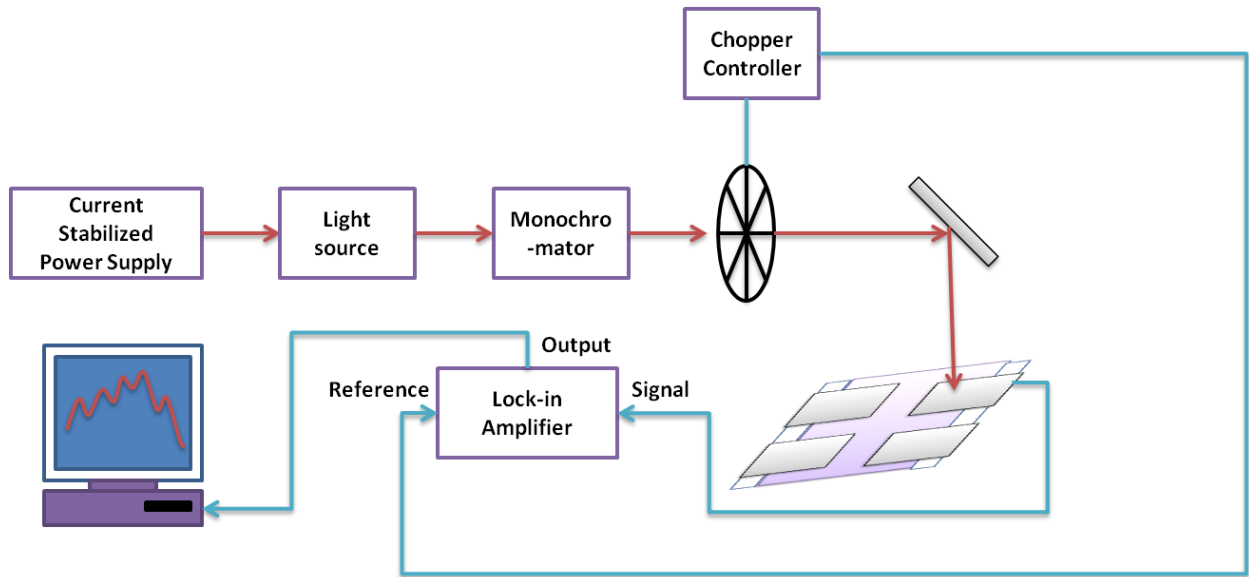 Chopper
Controller
Current
Stabilized
Power Supply
Light
source
Monochro
-mator
Output
Reference
Signal
Lock-in
Amplifier